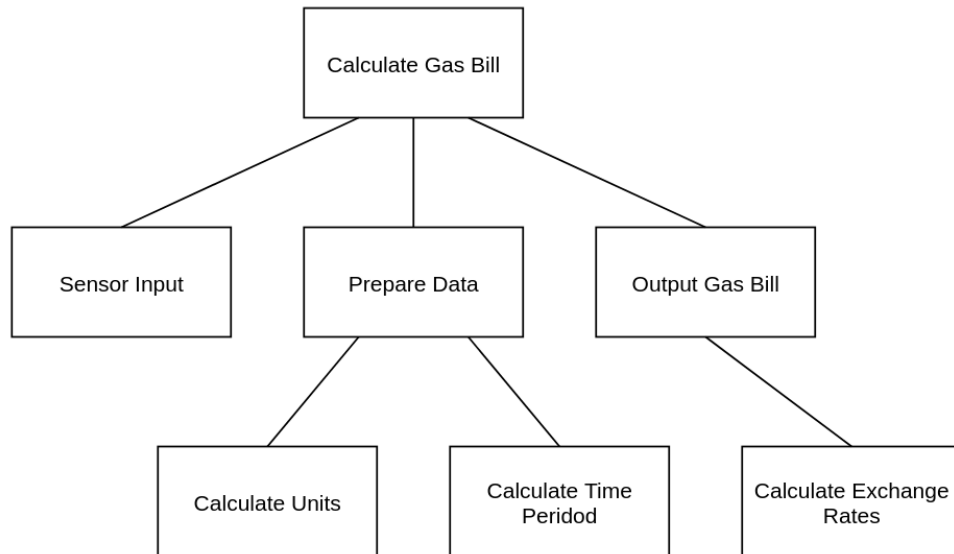 Calculate Gas Bill
Sensor Input
Prepare Data
Output Gas Bill
Calculate Units
Calculate Time
Peridod
Calculate Exchange
Rates